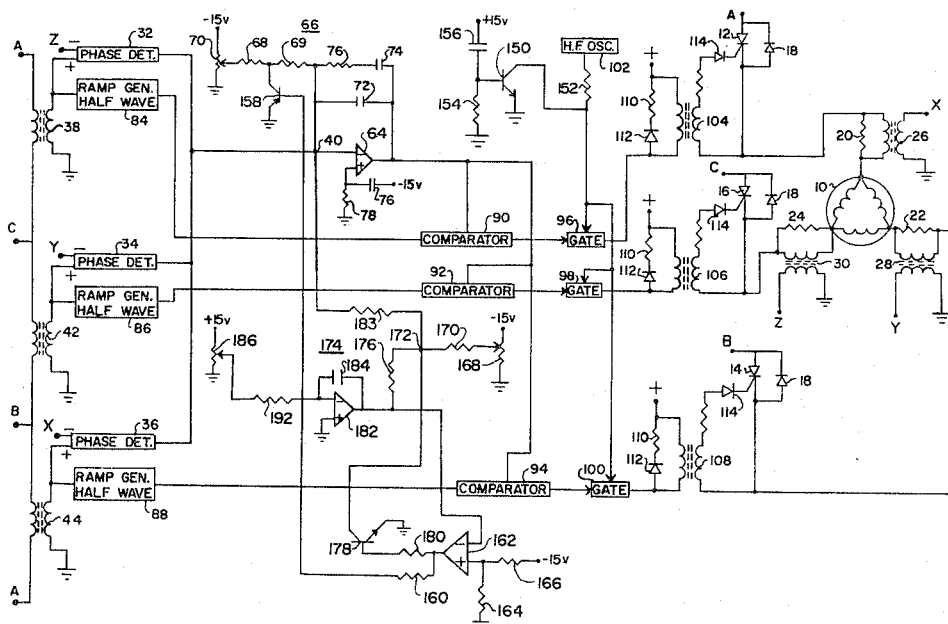 A
Z
−
+
PHASE DET.
32
RAMP GEN.
HALF WAVE
84
38
C
Y
−
+
PHASE DET.
34
RAMP GEN.
HALF WAVE
86
42
B
X
−
+
PHASE DET.
36
RAMP GEN.
HALF WAVE
88
44
A
-15v
70
68
69
66
76
74
72
158
40
64
−
+
76
-15v
78
+15v
156
150
154
H.F. OSC.
102
152
COMPARATOR
90
COMPARATOR
92
COMPARATOR
94
GATE
96
GATE
98
GATE
100
183
172
170
-15v
168
176
174
184
+15v
186
192
−
+
182
178
180
160
162
−
+
-15v
166
164
+
110
112
104
114
A
12
18
+
110
112
106
114
C
16
18
+
110
112
108
114
B
14
18
20
26
X
10
24
22
30
28
Z
Y